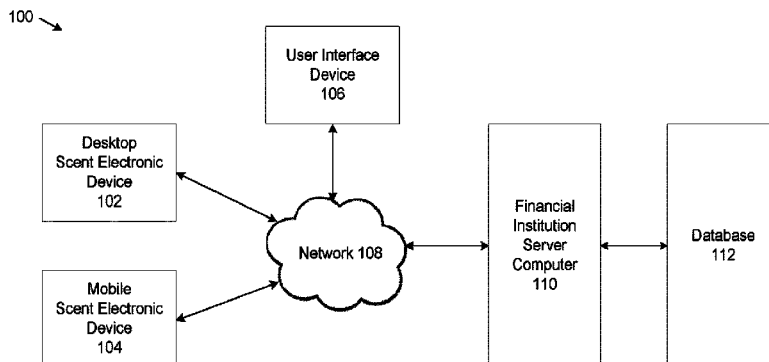 100
User Interface
Device
106
Desktop
Scent Electronic
Device
102
Network 108
Financial
Institution
Server
Computer
110
Database
112
Mobile
Scent Electronic
Device
104